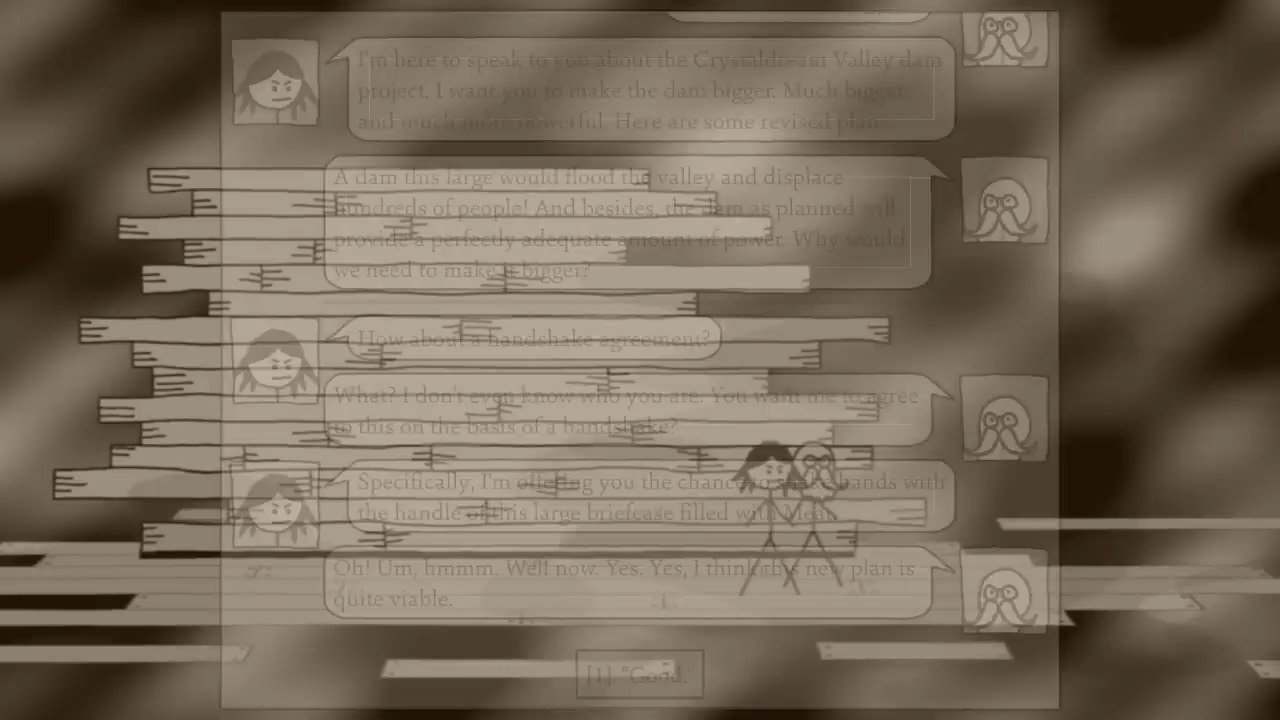 I'm here to speak to you about the Crystaldream Valley dam
project. I want you to make the dam bigger. Much bigger,
and much more powerful. Here are some revised plans.
A dam this large would flood the valley and displace
hundreds of people! And besides, the dam as planned will
provide a perfectly adequate amount of power. Why would
we need to make it bigger?
How about a handshake agreement?
What? I don't even know who you are. You want me to agree
to this on the basis of a handshake?
Specifically, I'm offering you the chance to shake hands with
the handle of this large briefcase filled with Meat.
Oh! Um, hmmm. Well now. Yes. Yes, I think this new plan is
quite viable.
[1] "Good."